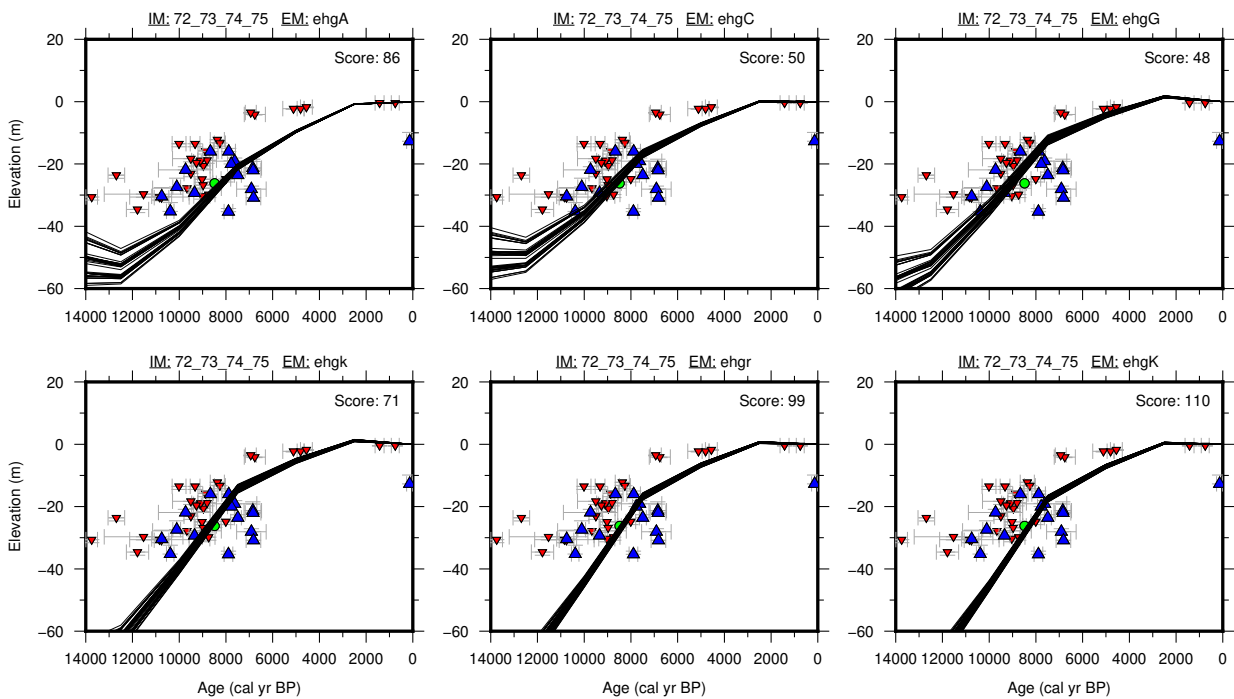 IM: 72_73_74_75 EM: ehgA
IM: 72_73_74_75 EM: ehgC
IM: 72_73_74_75 EM: ehgG
Score: 86
Score: 50
Score: 48
Elevation (m)
20
0
−20
−40
−60
14000 12000 10000 8000 6000 4000 2000 0
14000 12000 10000 8000 6000 4000 2000 0
14000 12000 10000 8000 6000 4000 2000 0
IM: 72_73_74_75 EM: ehgk
IM: 72_73_74_75 EM: ehgr
IM: 72_73_74_75 EM: ehgK
Score: 71
Score: 99
Score: 110
Elevation (m)
20
0
−20
−40
−60
14000 12000 10000 8000 6000 4000 2000 0
14000 12000 10000 8000 6000 4000 2000 0
14000 12000 10000 8000 6000 4000 2000 0
Age (cal yr BP)
Age (cal yr BP)
Age (cal yr BP)